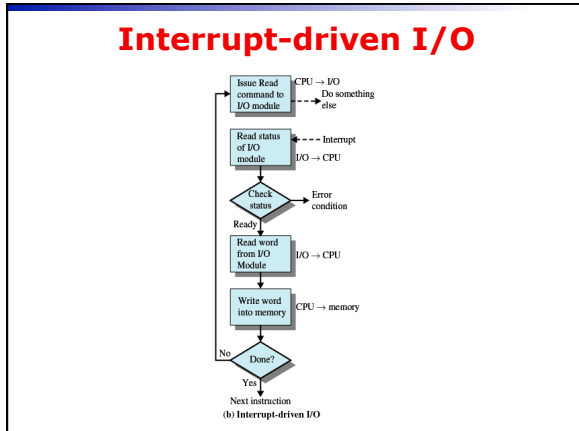 Interrupt-driven I/O
Issue Read
command to
I/O module
CPU → I/O
Do something
else
Read status
of I/O
module
Interrupt
I/O → CPU
Check
status
Error
condition
Ready
Read word
from I/O
Module
I/O → CPU
Write word
into memory
CPU → memory
No
Done?
Yes
Next instruction
(b) Interrupt-driven I/O